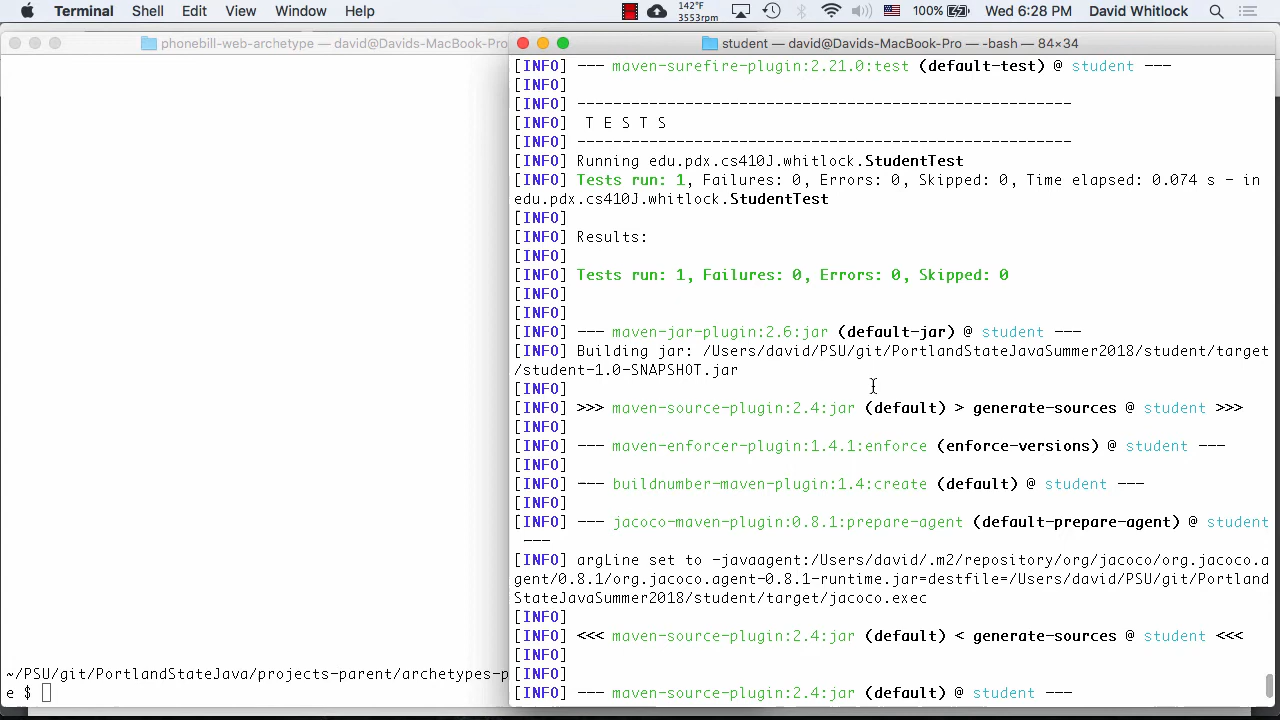 Terminal Shell Edit View Window Help 142°F 3553rpm 100% Wed 6:28 PM David Whitlock
phonebill-web-archetype — david@Davids-MacBook-Pro
~/PSU/git/PortlandStateJava/projects-parent/archetypes-p
e $
student — david@Davids-MacBook-Pro — -bash — 84×34
[INFO] --- maven-surefire-plugin:2.21.0:test (default-test) @ student ---
[INFO]
[INFO] -------------------------------------------------------
[INFO]  T E S T S
[INFO] -------------------------------------------------------
[INFO] Running edu.pdx.cs410J.whitlock.StudentTest
[INFO] Tests run: 1, Failures: 0, Errors: 0, Skipped: 0, Time elapsed: 0.074 s - in
edu.pdx.cs410J.whitlock.StudentTest
[INFO]
[INFO] Results:
[INFO]
[INFO] Tests run: 1, Failures: 0, Errors: 0, Skipped: 0
[INFO]
[INFO]
[INFO] --- maven-jar-plugin:2.6:jar (default-jar) @ student ---
[INFO] Building jar: /Users/david/PSU/git/PortlandStateJavaSummer2018/student/target
/student-1.0-SNAPSHOT.jar
[INFO]
[INFO] >>> maven-source-plugin:2.4:jar (default) > generate-sources @ student >>>
[INFO]
[INFO] --- maven-enforcer-plugin:1.4.1:enforce (enforce-versions) @ student ---
[INFO]
[INFO] --- buildnumber-maven-plugin:1.4:create (default) @ student ---
[INFO]
[INFO] --- jacoco-maven-plugin:0.8.1:prepare-agent (default-prepare-agent) @ student
---
[INFO] argLine set to -javaagent:/Users/david/.m2/repository/org/jacoco/org.jacoco.a
gent/0.8.1/org.jacoco.agent-0.8.1-runtime.jar=destfile=/Users/david/PSU/git/Portland
StateJavaSummer2018/student/target/jacoco.exec
[INFO]
[INFO] <<< maven-source-plugin:2.4:jar (default) < generate-sources @ student <<<
[INFO]
[INFO]
[INFO] --- maven-source-plugin:2.4:jar (default) @ student ---